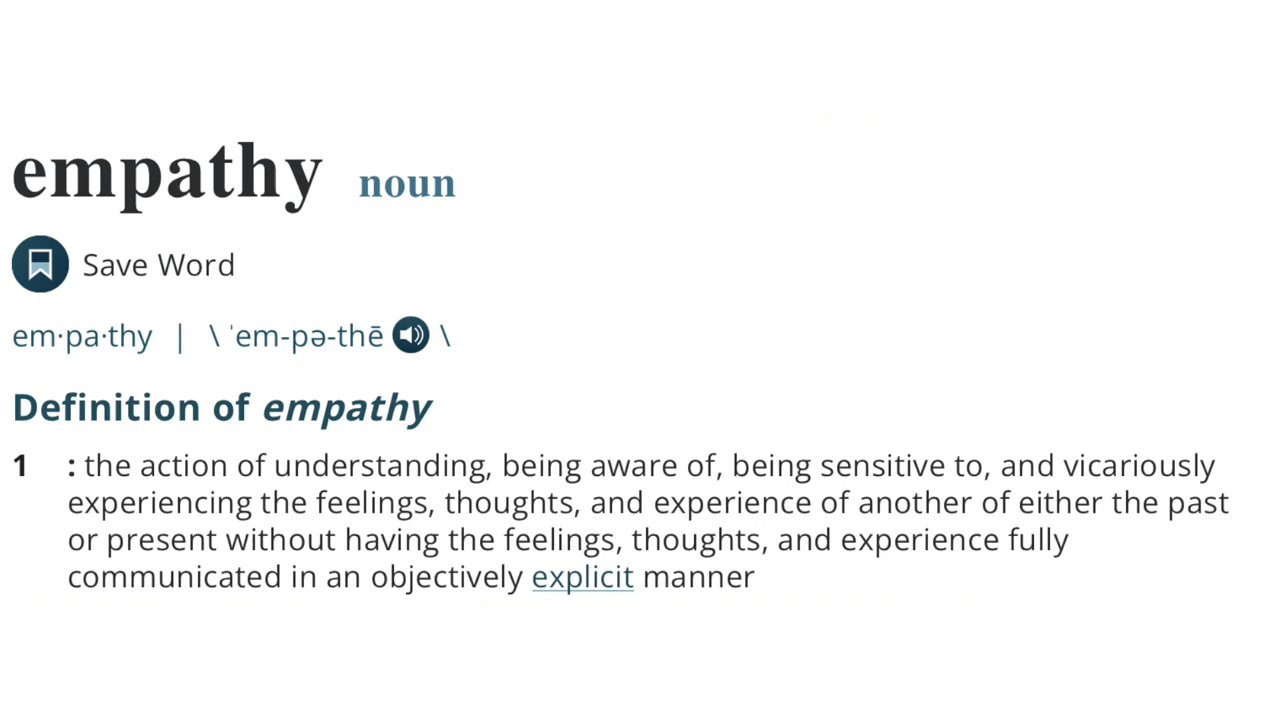 empathy noun
Save Word
em·pa·thy | \ ˈem-pə-thē \
Definition of empathy
1 : the action of understanding, being aware of, being sensitive to, and vicariously
experiencing the feelings, thoughts, and experience of another of either the past
or present without having the feelings, thoughts, and experience fully
communicated in an objectively explicit manner